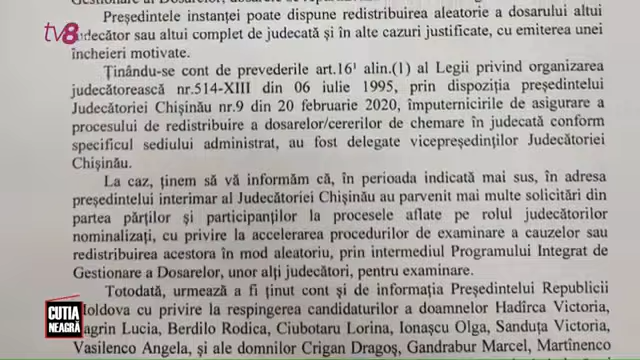 Gestionare a Dosarelor,
Președintele instanței poate dispune redistribuirea aleatorie a dosarului altui
judecător sau altui complet de judecată și în alte cazuri justificate, cu emiterea unei
încheieri motivate.
Ținându-se cont de prevederile art.16¹ alin.(1) al Legii privind organizarea
judecătorească nr.514-XIII din 06 iulie 1995, prin dispoziția președintelui
Judecătoriei Chișinău nr.9 din 20 februarie 2020, împuternicirile de asigurare a
procesului de redistribuire a dosarelor/cererilor de chemare în judecată conform
specificul sediului administrat, au fost delegate vicepreședinților Judecătoriei
Chișinău.
La caz, ținem să vă informăm că, în perioada indicată mai sus, în adresa
președintelui interimar al Judecătoriei Chișinău au parvenit mai multe solicitări din
partea părților și participanților la procesele aflate pe rolul judecătorilor
nominalizați, cu privire la accelerarea procedurilor de examinare a cauzelor sau
redistribuirea acestora în mod aleatoriu, prin intermediul Programului Integrat de
Gestionare a Dosarelor, unor alți judecători, pentru examinare.
Totodată, urmează a fi ținut cont și de informația Președintelui Republicii
Moldova cu privire la respingerea candidaturilor a doamnelor Hadîrca Victoria,
agrin Lucia, Berdilo Rodica, Ciubotaru Lorina, Ionașcu Olga, Sanduța Victoria,
Vasilenco Angela, și ale domnilor Crigan Dragoș, Gandrabur Marcel, Martînenco
tv8
CUTIA
NEAGRĂ